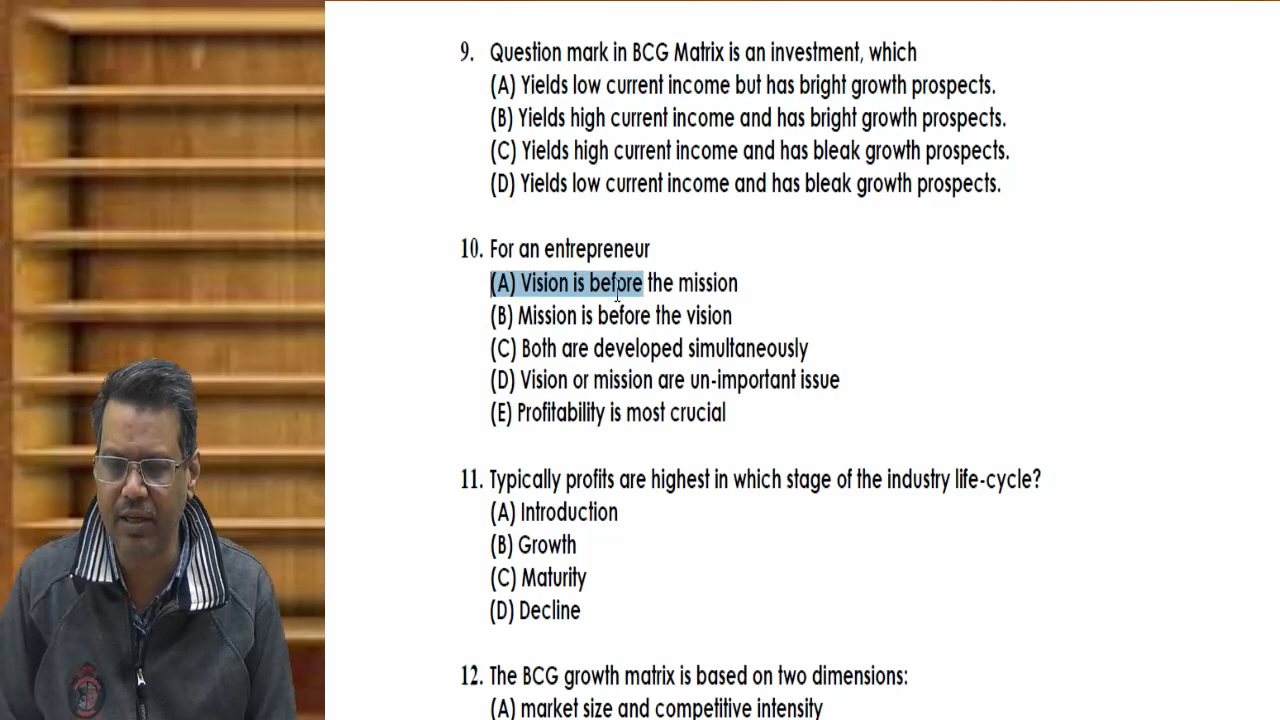 9. Question mark in BCG Matrix is an investment, which
(A) Yields low current income but has bright growth prospects.
(B) Yields high current income and has bright growth prospects.
(C) Yields high current income and has bleak growth prospects.
(D) Yields low current income and has bleak growth prospects.
10. For an entrepreneur
(A) Vision is before the mission
(B) Mission is before the vision
(C) Both are developed simultaneously
(D) Vision or mission are un-important issue
(E) Profitability is most crucial
11. Typically profits are highest in which stage of the industry life-cycle?
(A) Introduction
(B) Growth
(C) Maturity
(D) Decline
12. The BCG growth matrix is based on two dimensions:
(A) market size and competitive intensity